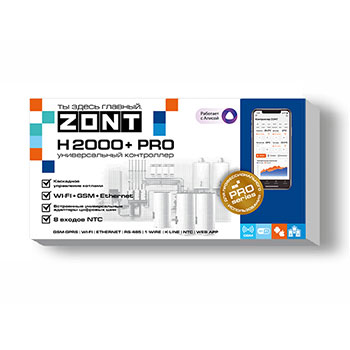 ты здесь главный.
ZONT
H2000+ PRO
универсальный контроллер
Работает с Алисой
Каскадное управление котлами
WI-FI + GSM + Ethernet
Встроенные универсальные адаптеры цифровых шин
8 входов NTC
PRO
series
GSM-GPRS | WI-FI | ETHERNET | RS-485 | 1-WIRE | K-LINE | NTC | WEB APP